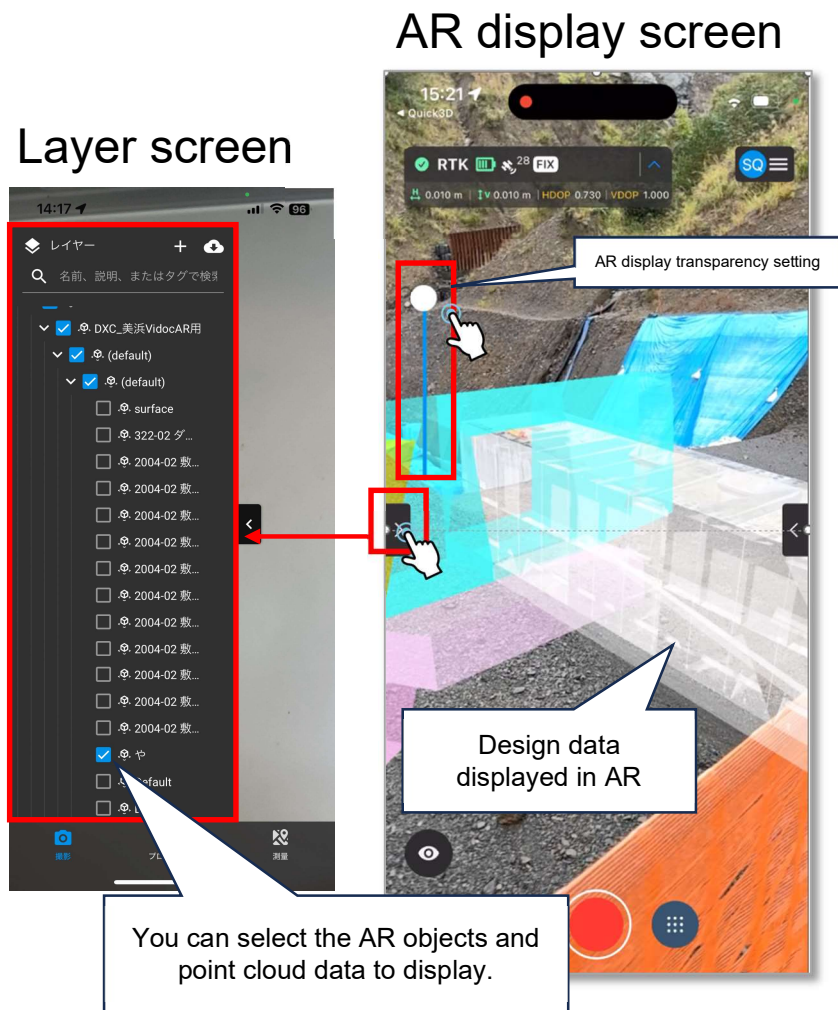 AR display screen
Layer screen
14:17
96
レイヤー
名前、説明、またはタグで検索
DXC_美浜VidocAR用
(default)
(default)
surface
322-02 ダ...
2004-02 敷...
2004-02 敷...
2004-02 敷...
2004-02 敷...
2004-02 敷...
2004-02 敷...
2004-02 敷...
2004-02 敷...
2004-02 敷...
2004-02 敷...
2004-02 敷...
や
default
撮影
プロ
測量
You can select the AR objects and
point cloud data to display.
15:21
Quick3D
RTK 28 FIX
SQ
H 0.010 m V 0.010 m HDOP 0.730 VDOP 1.000
AR display transparency setting
Design data
displayed in AR